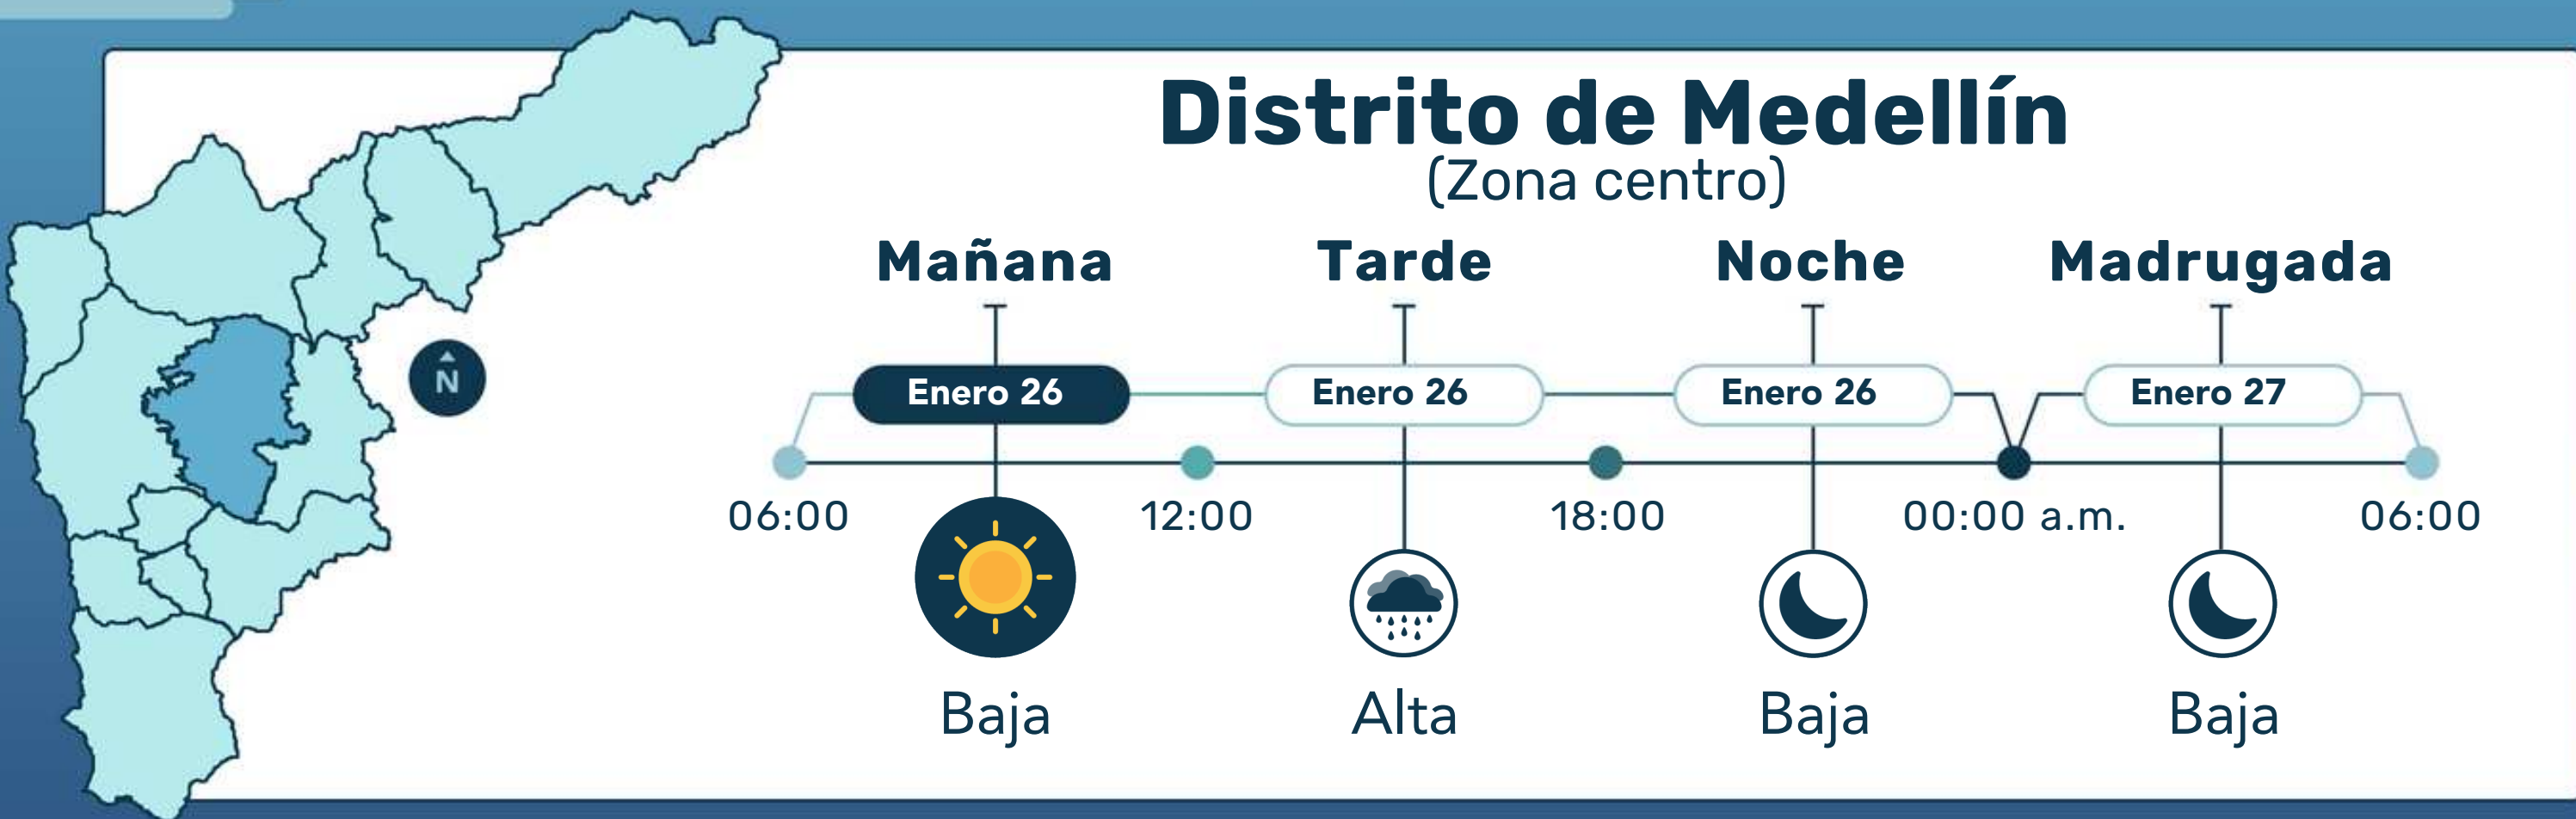 Distrito de Medellín
(Zona centro)
Mañana Tarde Noche Madrugada
Enero 26 Enero 26 Enero 26 Enero 27
N
06:00 12:00 18:00 00:00 a.m. 06:00
Baja Alta Baja Baja